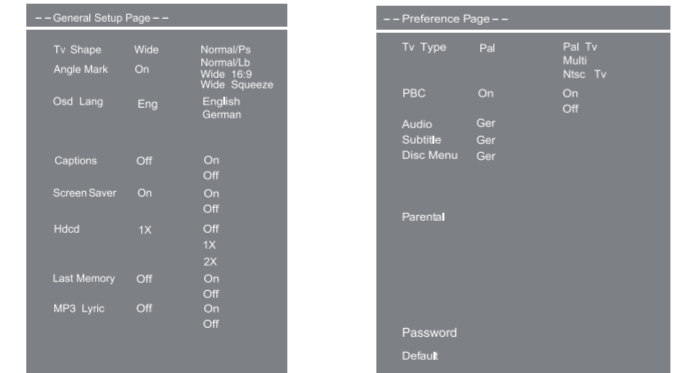 – – General Setup Page – –
Tv Shape Wide Normal/Ps
Normal/Lb
Angle Mark On Wide 16:9
Wide Squeeze
Osd Lang Eng English
German
Captions Off On
Off
Screen Saver On On
Off
Hdcd 1X Off
1X
2X
Last Memory Off On
Off
MP3 Lyric Off On
Off
– – Preference Page – –
Tv Type Pal Pal Tv
Multi
Ntsc Tv
PBC On On
Off
Audio Ger
Subtitle Ger
Disc Menu Ger
Parental
Password
Default